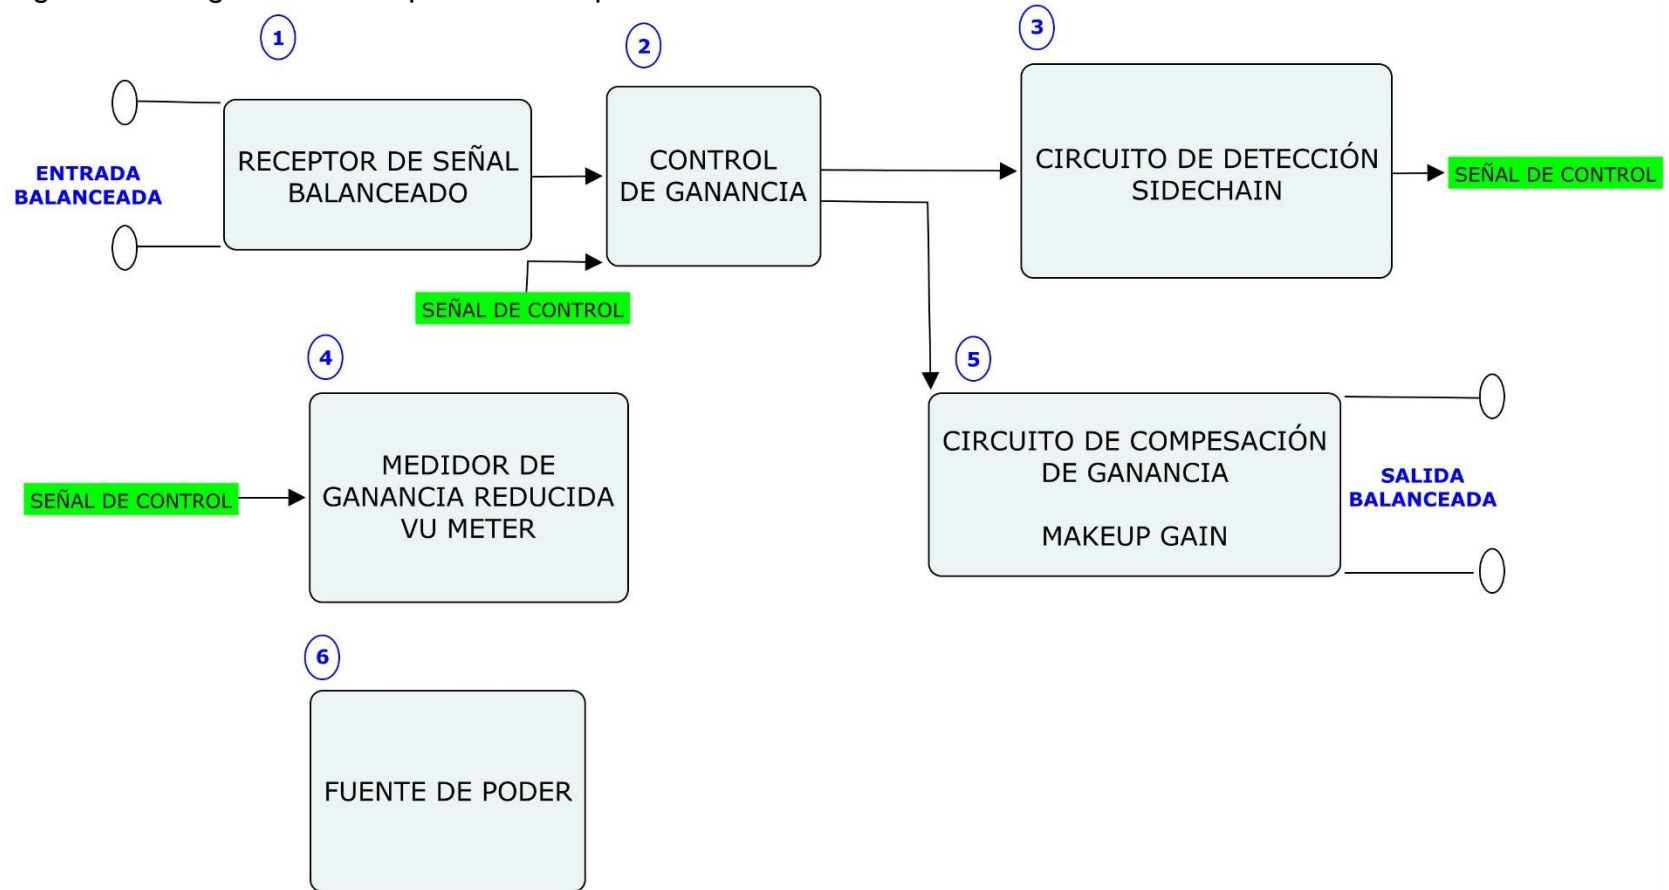 1
2
3
ENTRADA
BALANCEADA
RECEPTOR DE SEÑAL
BALANCEADO
CONTROL
DE GANANCIA
CIRCUITO DE DETECCIÓN
SIDECHAIN
SEÑAL DE CONTROL
SEÑAL DE CONTROL
4
5
SEÑAL DE CONTROL
MEDIDOR DE
GANANCIA REDUCIDA
VU METER
CIRCUITO DE COMPESACIÓN
DE GANANCIA
MAKEUP GAIN
SALIDA
BALANCEADA
6
FUENTE DE PODER